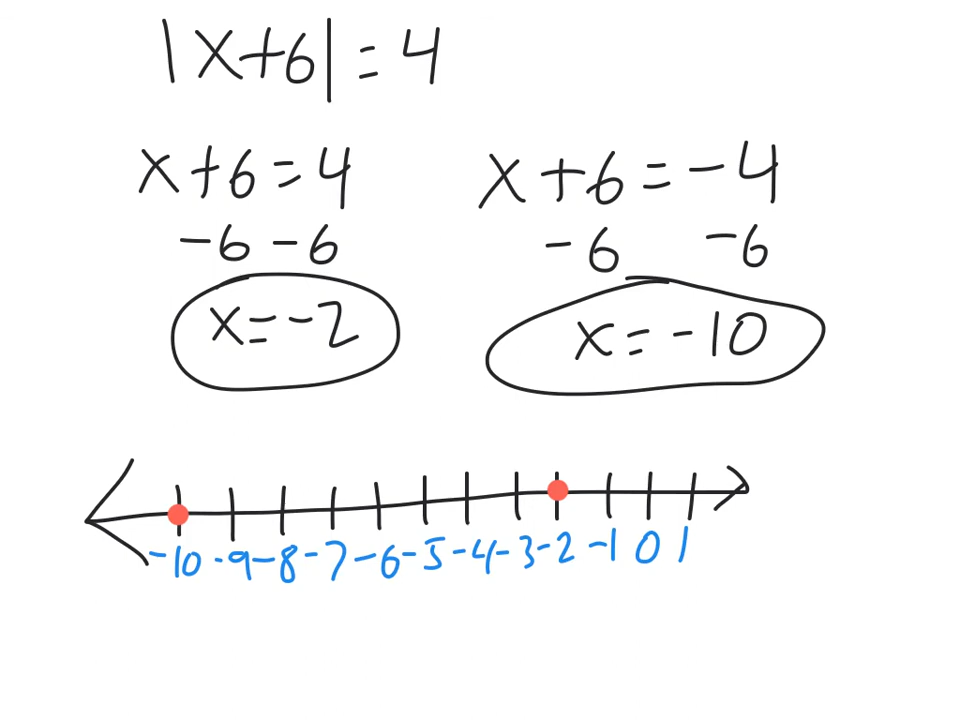 |x+6| = 4
x+6=4 x+6=-4
-6 -6 -6 -6
x=-2 x=-10
-10 -9 -8 -7 -6 -5 -4 -3 -2 -1 0 1